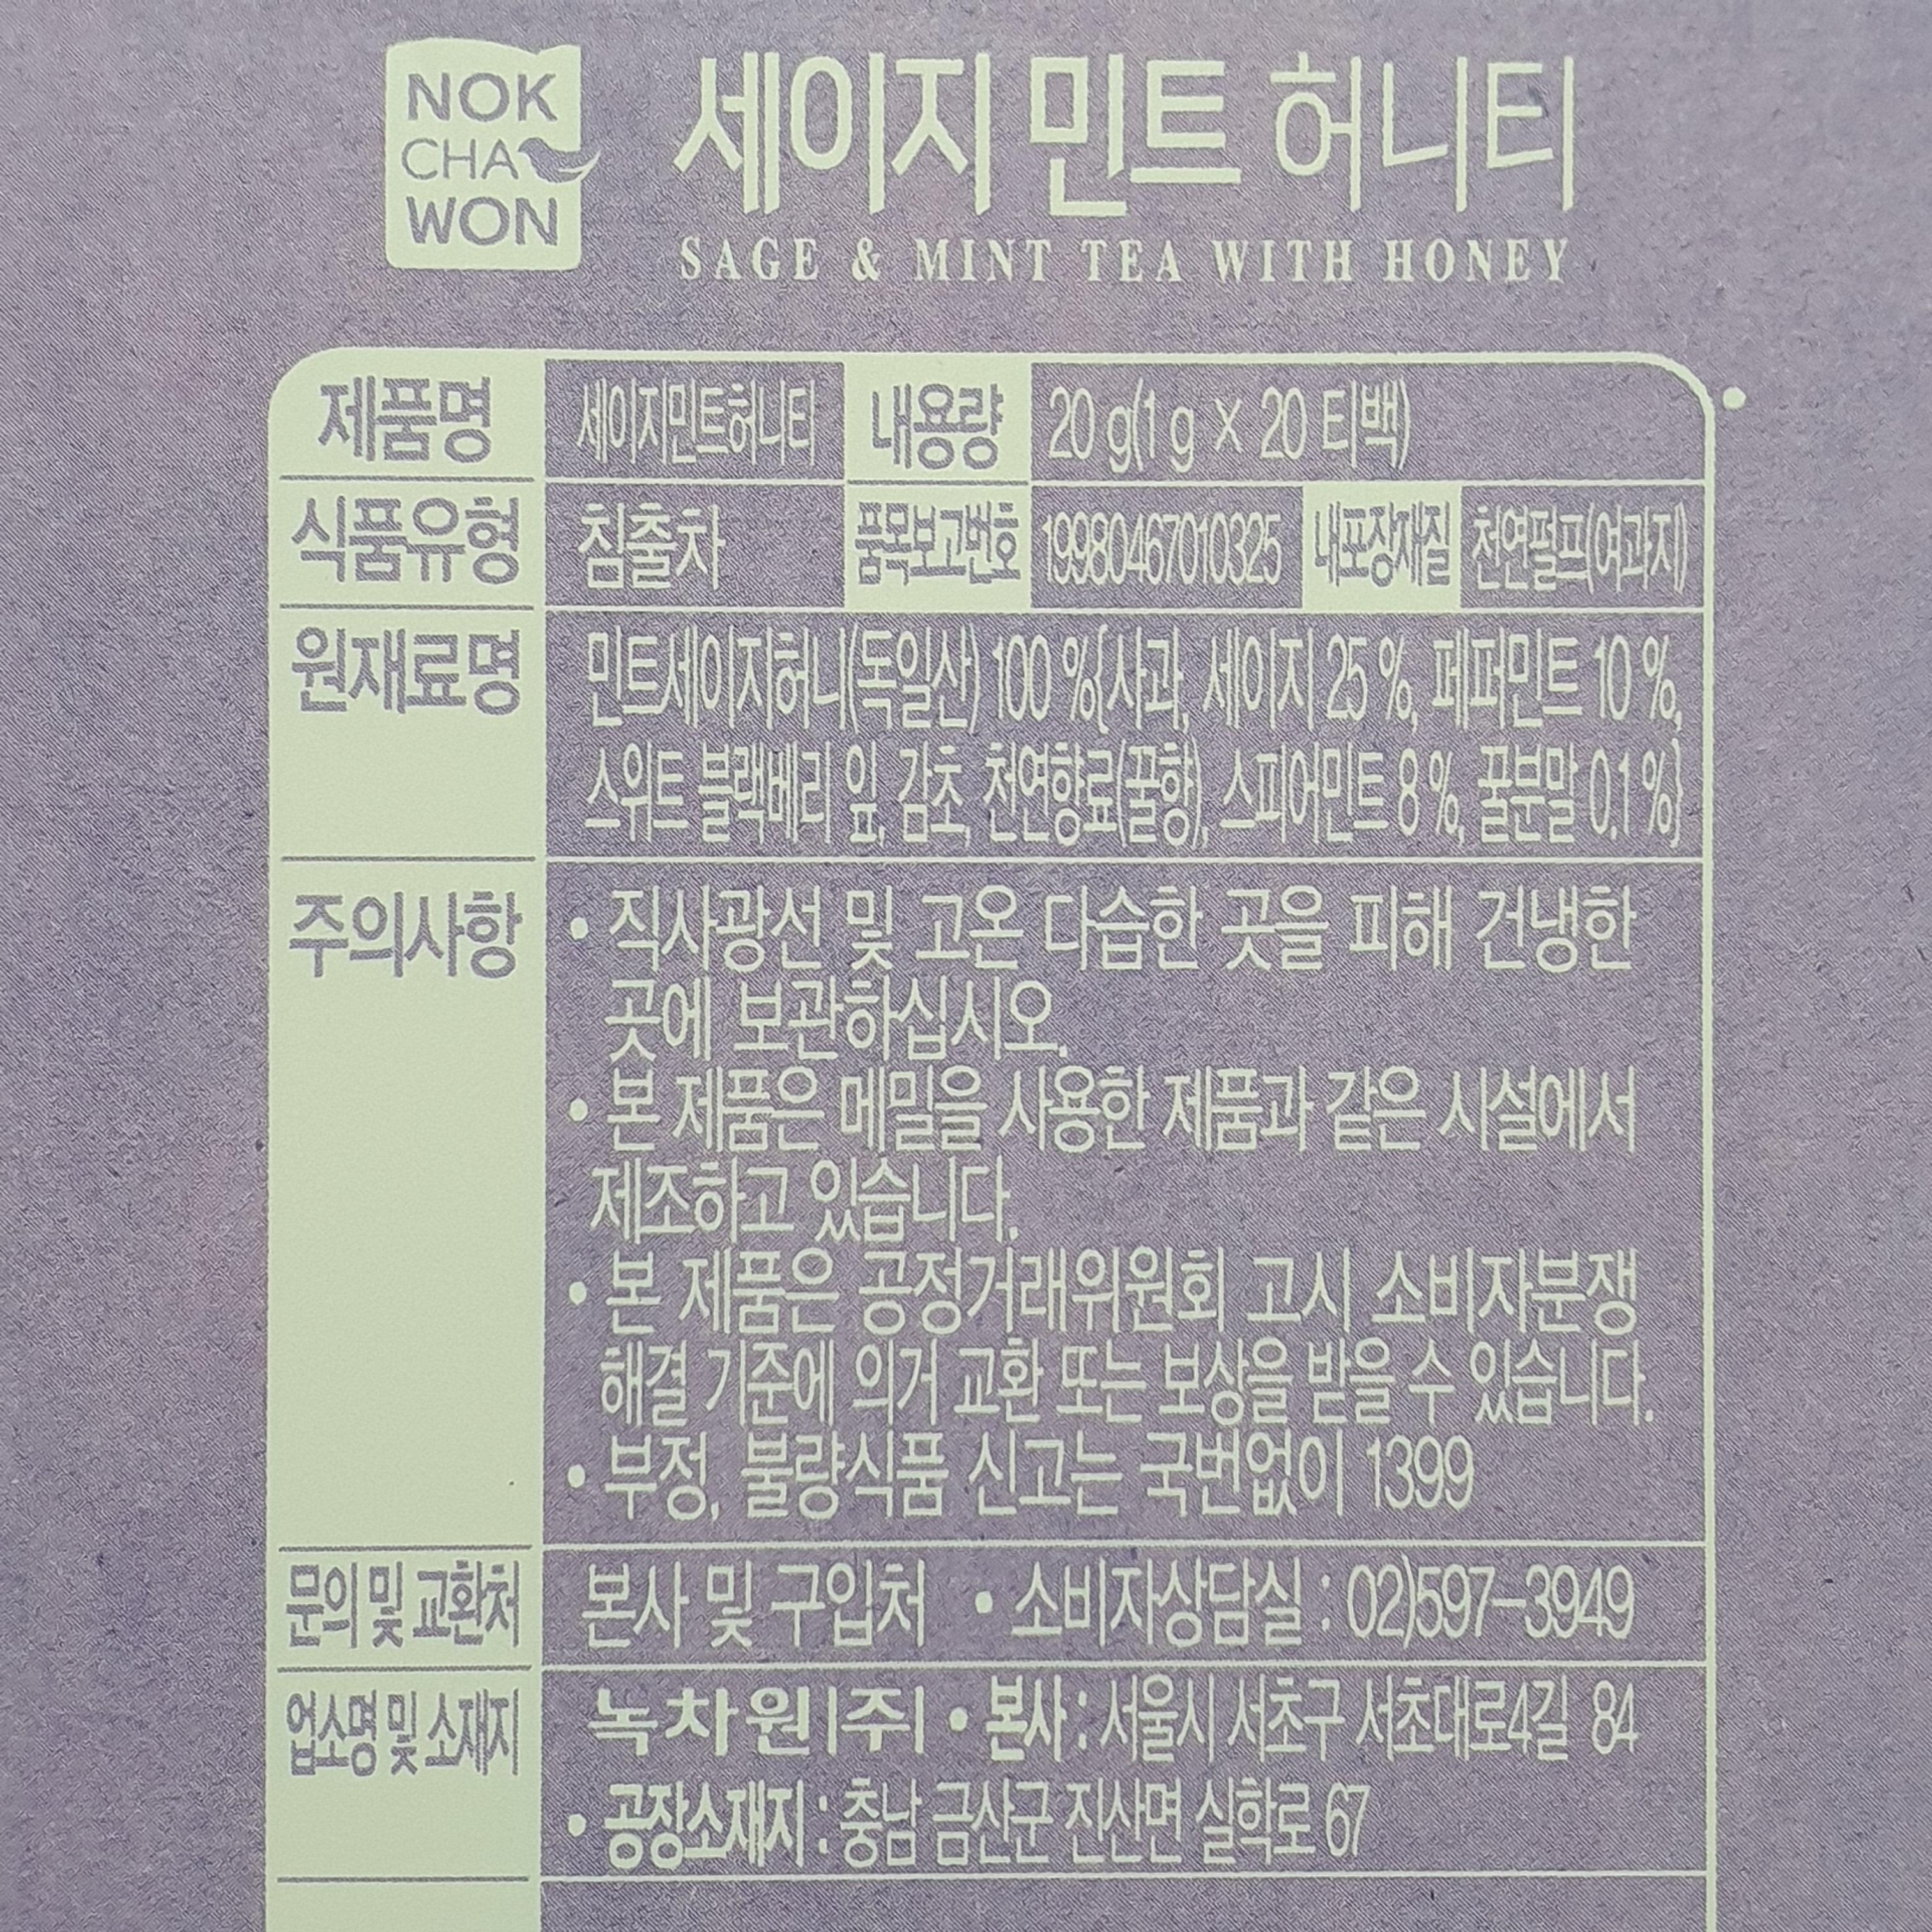 NOK
CHA
WON
세이지 민트 허니티
SAGE & MINT TEA WITH HONEY
제품명 세이지민트허니티 내용량 20 g(1 g × 20 티백)
식품유형 침출차 품목보고번호 19980467010325 내포장재질 천연펄프(여과지)
원재료명 민트세이지허니(독일산) 100 %{사과, 세이지 25 %, 페퍼민트 10 %,
스위트 블랙베리 잎, 감초, 천연향료(꿀향), 스피어민트 8 %, 꿀분말 0.1 %}
주의사항 • 직사광선 및 고온 다습한 곳을 피해 건냉한
곳에 보관하십시오.
• 본 제품은 메밀을 사용한 제품과 같은 시설에서
제조하고 있습니다.
• 본 제품은 공정거래위원회 고시 소비자분쟁
해결 기준에 의거 교환 또는 보상을 받을 수 있습니다.
• 부정, 불량식품 신고는 국번없이 1399
문의 및 교환처 본사 및 구입처 • 소비자상담실 : 02)597-3949
업소명 및 소재지 녹차원|주| • 본사 : 서울시 서초구 서초대로4길 84
• 공장소재지 : 충남 금산군 진산면 실학로 67